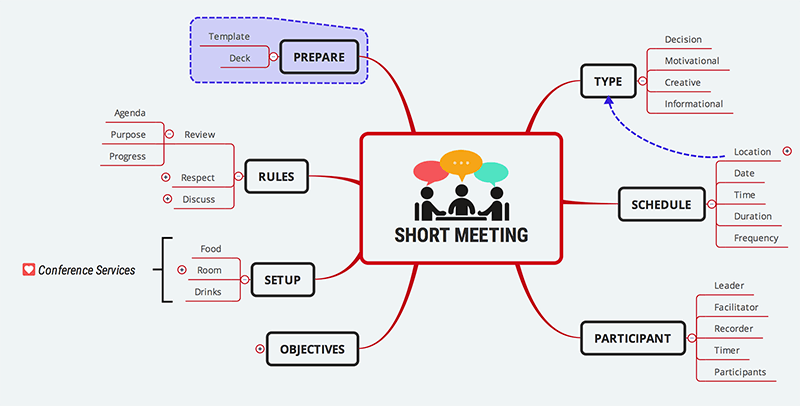 SHORT MEETING
PREPARE
Template
Deck
RULES
Review
Agenda
Purpose
Progress
Respect
Discuss
SETUP
Food
Room
Drinks
Conference Services
OBJECTIVES
TYPE
Decision
Motivational
Creative
Informational
SCHEDULE
Location
Date
Time
Duration
Frequency
PARTICIPANT
Leader
Facilitator
Recorder
Timer
Participants